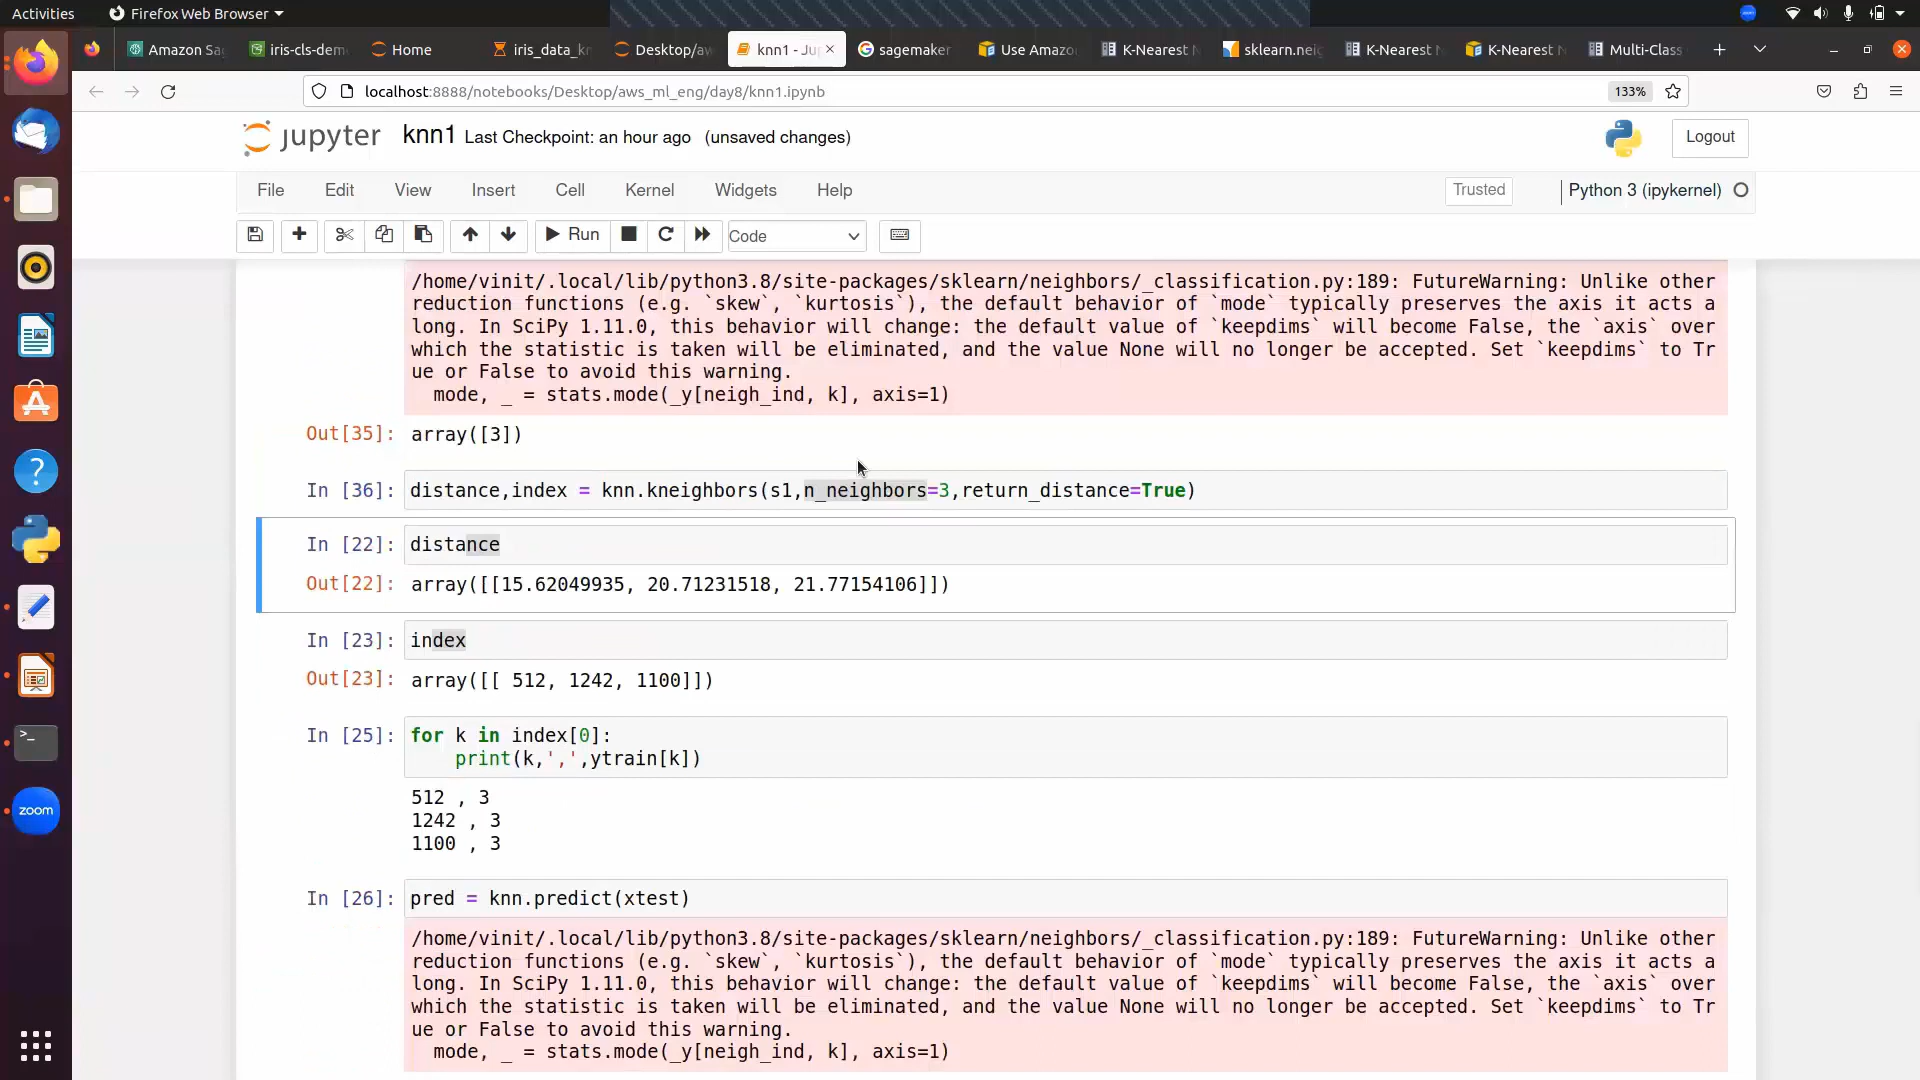 Activities
Firefox Web Browser
Amazon Sa
iris-cls-dem
Home
iris_data_kn
Desktop/aw
knn1 - Ju
sagemaker
Use Amazo
K-Nearest N
sklearn.neig
K-Nearest N
K-Nearest N
Multi-Class
localhost:8888/notebooks/Desktop/aws_ml_eng/day8/knn1.ipynb
133%
jupyter
knn1 Last Checkpoint: an hour ago (unsaved changes)
Logout
File Edit View Insert Cell Kernel Widgets Help
Trusted
Python 3 (ipykernel)
Run
Code
/home/vinit/.local/lib/python3.8/site-packages/sklearn/neighbors/_classification.py:189: FutureWarning: Unlike other
reduction functions (e.g. `skew`, `kurtosis`), the default behavior of `mode` typically preserves the axis it acts a
long. In SciPy 1.11.0, this behavior will change: the default value of `keepdims` will become False, the `axis` over
which the statistic is taken will be eliminated, and the value None will no longer be accepted. Set `keepdims` to Tr
ue or False to avoid this warning.
mode, _ = stats.mode(_y[neigh_ind, k], axis=1)
Out[35]: array([3])
In [36]: distance,index = knn.kneighbors(s1,n_neighbors=3,return_distance=True)
In [22]: distance
Out[22]: array([[15.62049935, 20.71231518, 21.77154106]])
In [23]: index
Out[23]: array([[ 512, 1242, 1100]])
In [25]: for k in index[0]:
print(k,',',ytrain[k])
512 , 3
1242 , 3
1100 , 3
In [26]: pred = knn.predict(xtest)
/home/vinit/.local/lib/python3.8/site-packages/sklearn/neighbors/_classification.py:189: FutureWarning: Unlike other
reduction functions (e.g. `skew`, `kurtosis`), the default behavior of `mode` typically preserves the axis it acts a
long. In SciPy 1.11.0, this behavior will change: the default value of `keepdims` will become False, the `axis` over
which the statistic is taken will be eliminated, and the value None will no longer be accepted. Set `keepdims` to Tr
ue or False to avoid this warning.
mode, _ = stats.mode(_y[neigh_ind, k], axis=1)
zoom